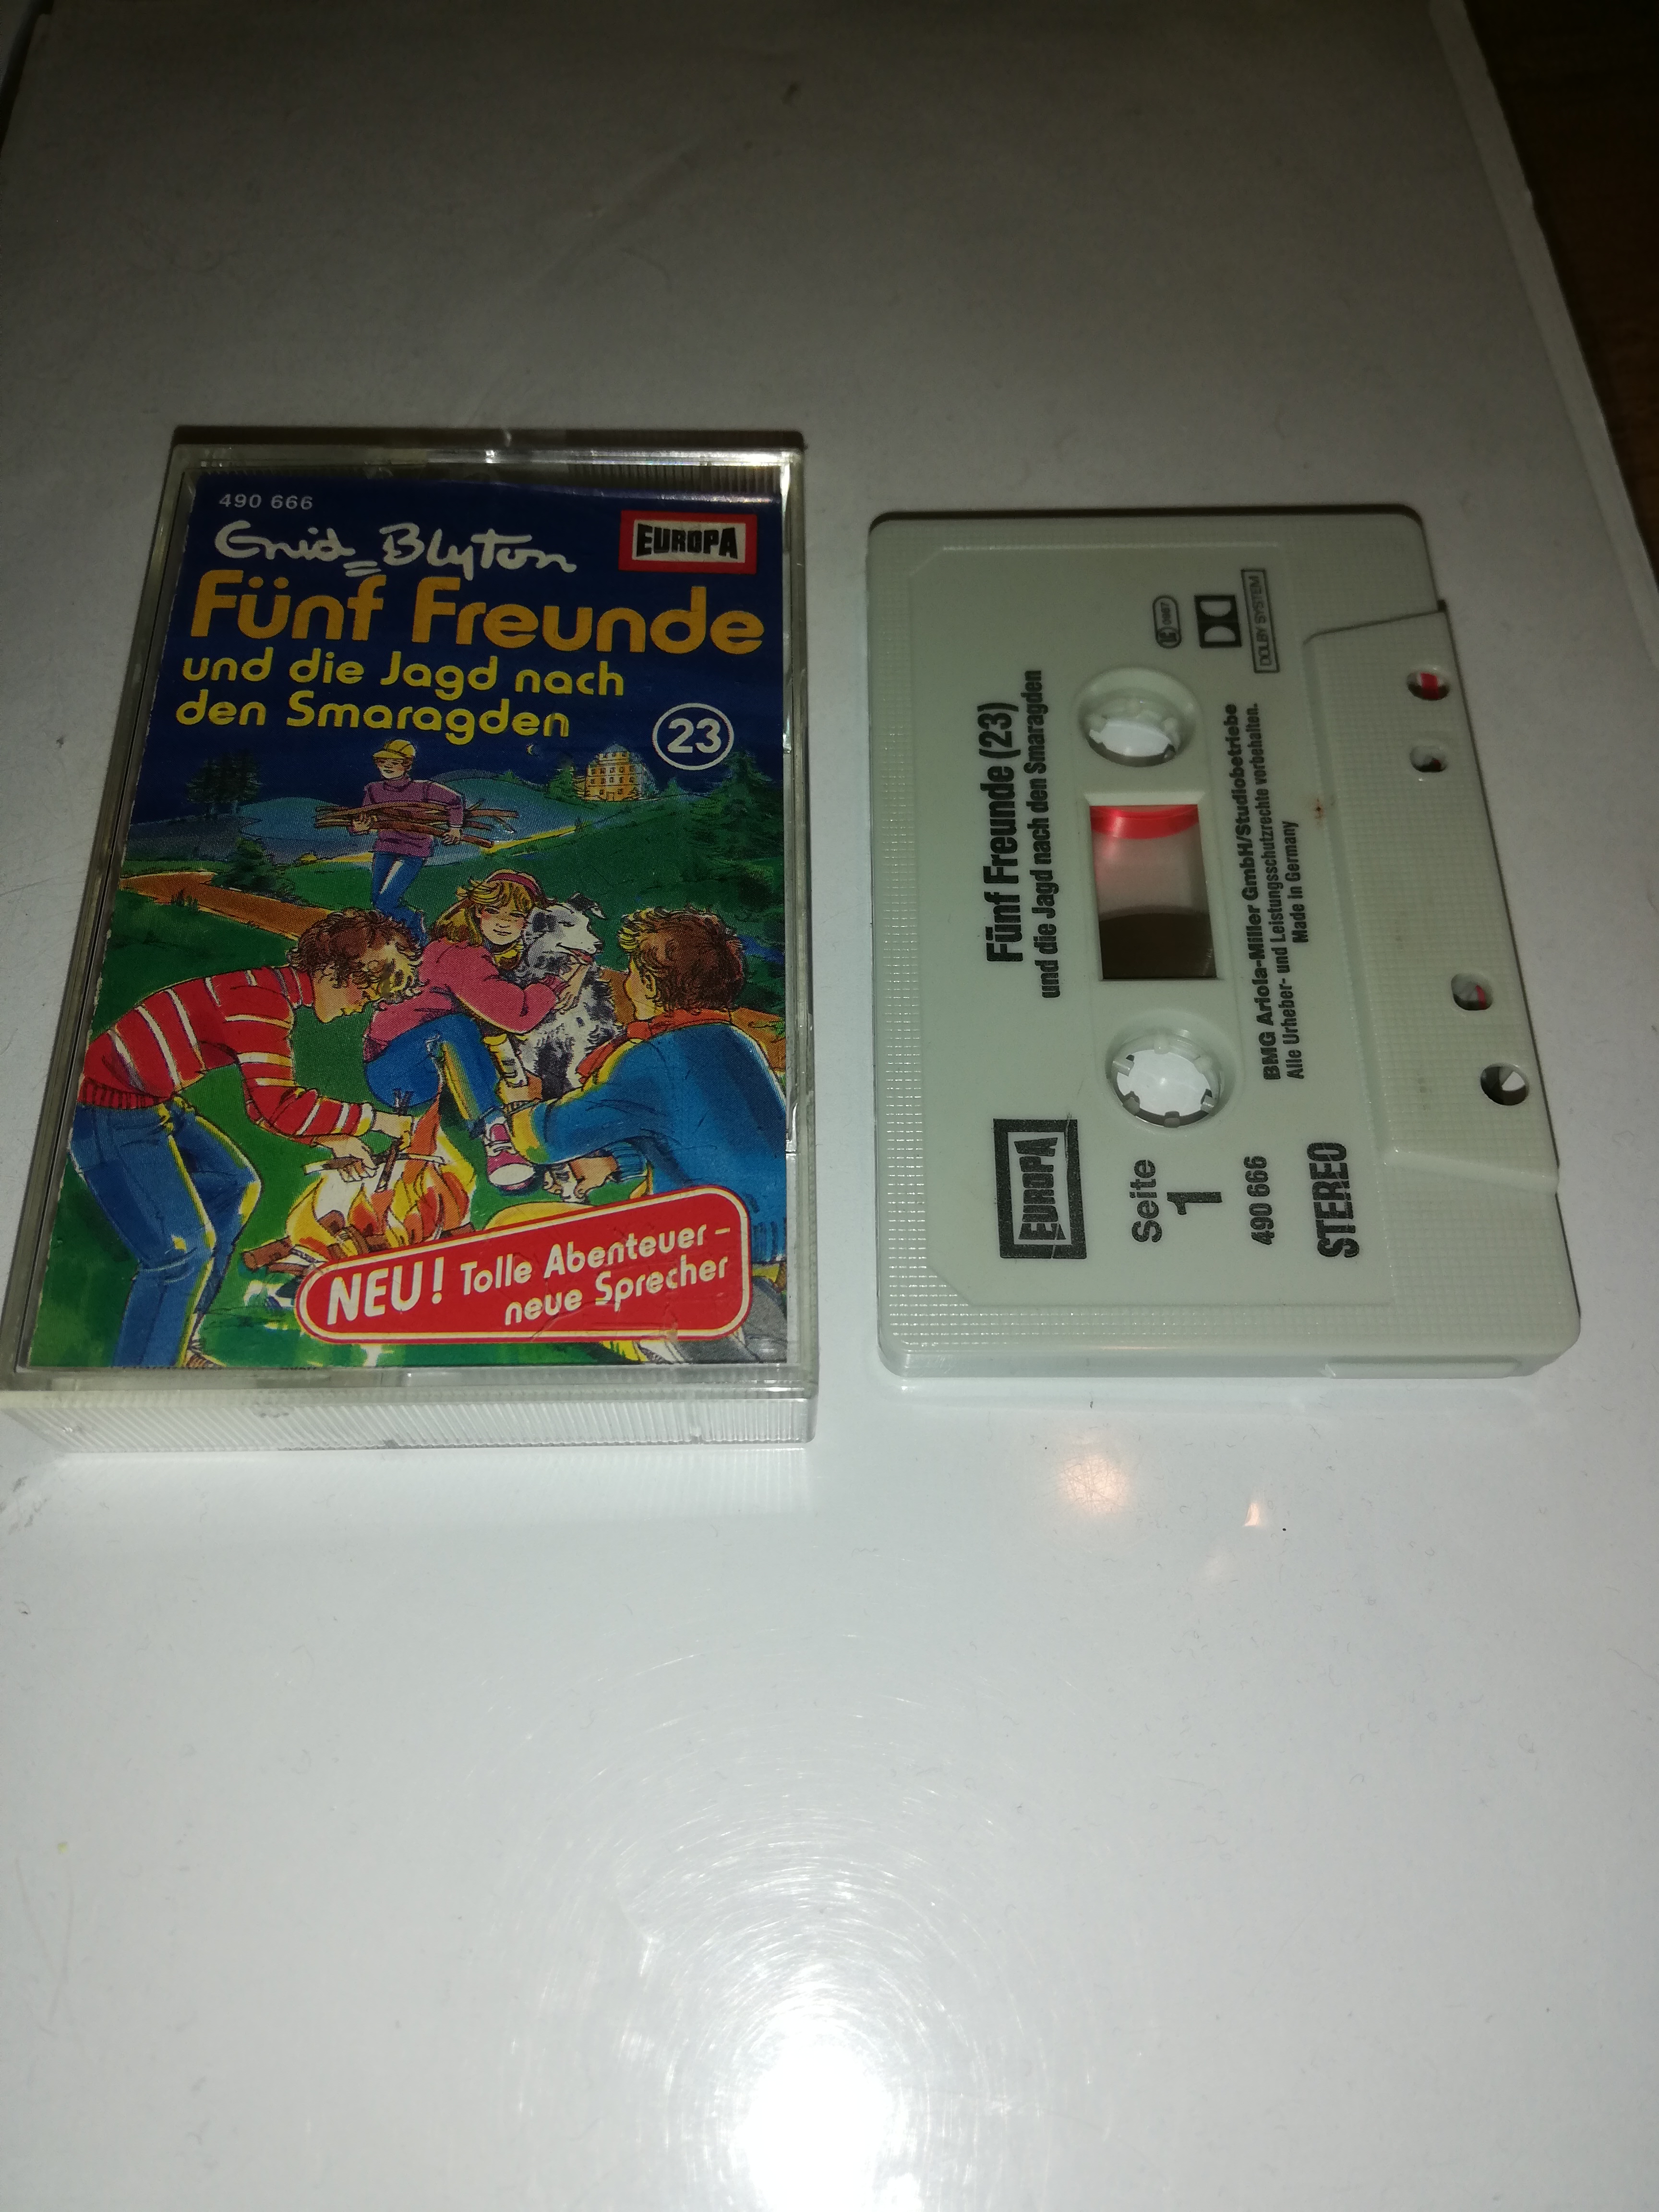 490 666
Enid Blyton
EUROPA
Fünf Freunde
und die Jagd nach
den Smaragden
23
NEU! Tolle Abenteuer –
neue Sprecher
EUROPA
Fünf Freunde (23)
und die Jagd nach den Smaragden
Seite
1
490 666
STEREO
BMG Ariola-Miller GmbH/Studiobetriebe
Alle Urheber- und Leistungsschutzrechte vorbehalten.
Made in Germany
DOLBY SYSTEM